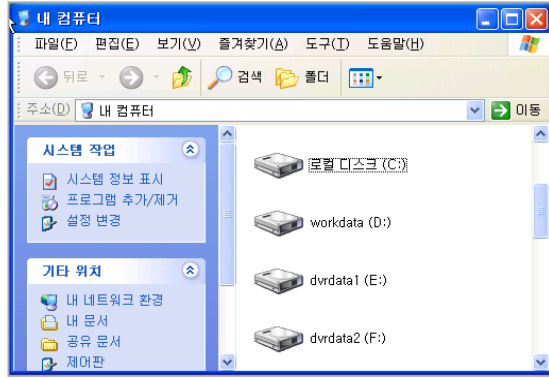 내 컴퓨터
파일(F) 편집(E) 보기(V) 즐겨찾기(A) 도구(T) 도움말(H)
뒤로 검색 폴더
주소(D) 내 컴퓨터 이동
시스템 작업
시스템 정보 표시
프로그램 추가/제거
설정 변경
기타 위치
내 네트워크 환경
내 문서
공유 문서
제어판
로컬 디스크 (C:)
workdata (D:)
dvrdata1 (E:)
dvrdata2 (F:)